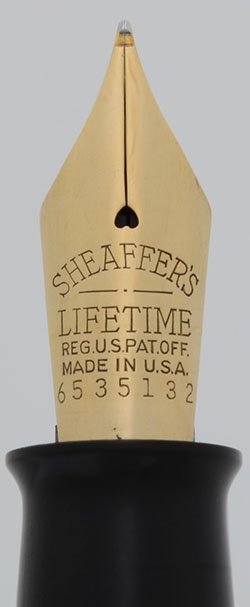 SHEAFFER'S
LIFETIME
REG.U.S.PAT.OFF.
MADE IN U.S.A.
6535132